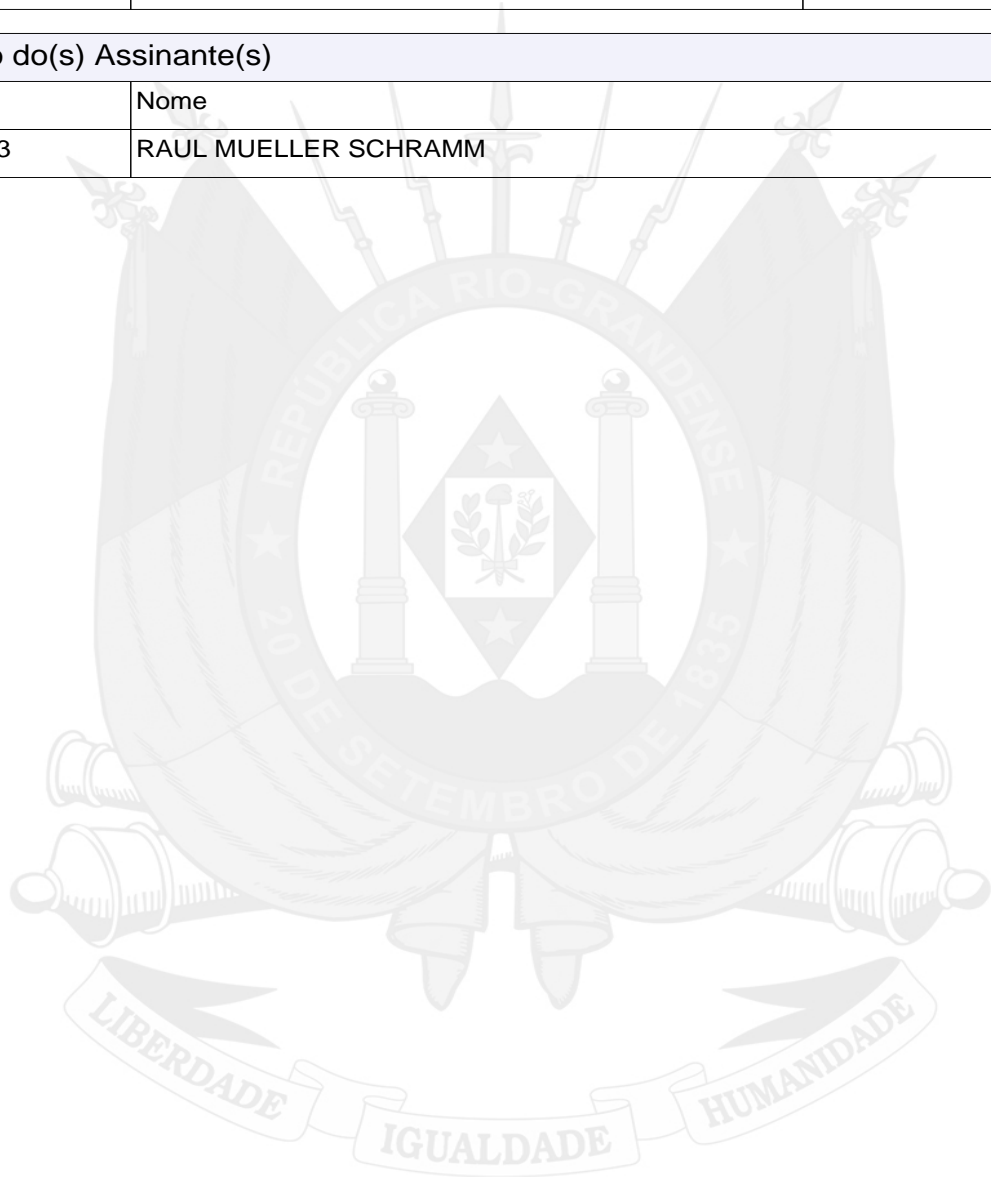 o do(s) Assinante(s)
Nome
3 RAUL MUELLER SCHRAMM
REPÚBLICA RIO-GRANDENSE
20 DE SETEMBRO DE 1835
LIBERDADE IGUALDADE HUMANIDADE